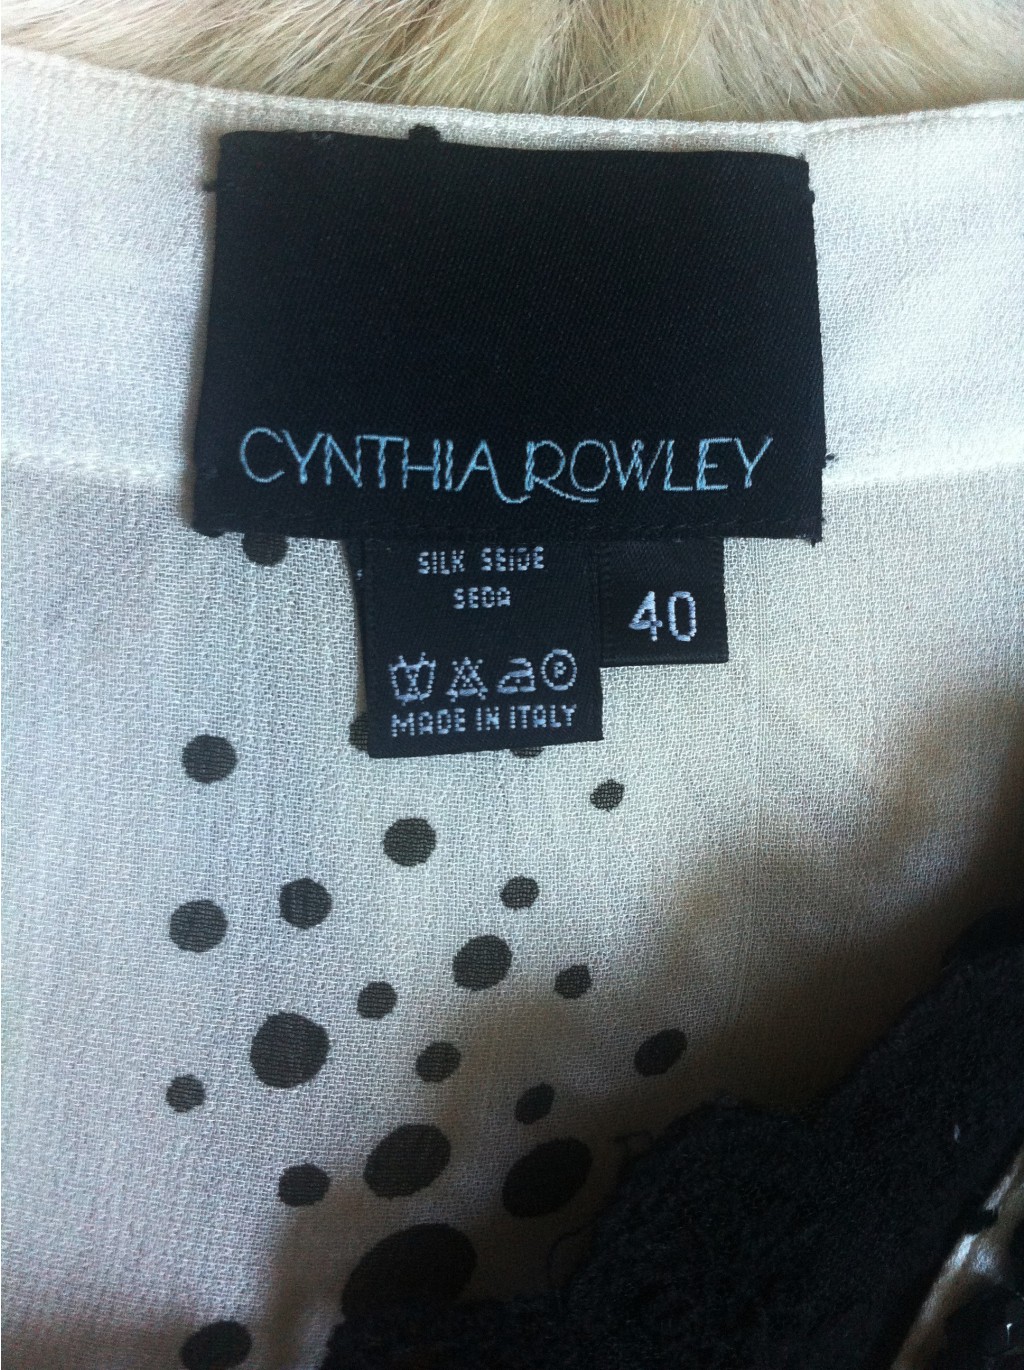 CYNTHIA ROWLEY
SILK SEIDE
SEDA
40
P
MADE IN ITALY